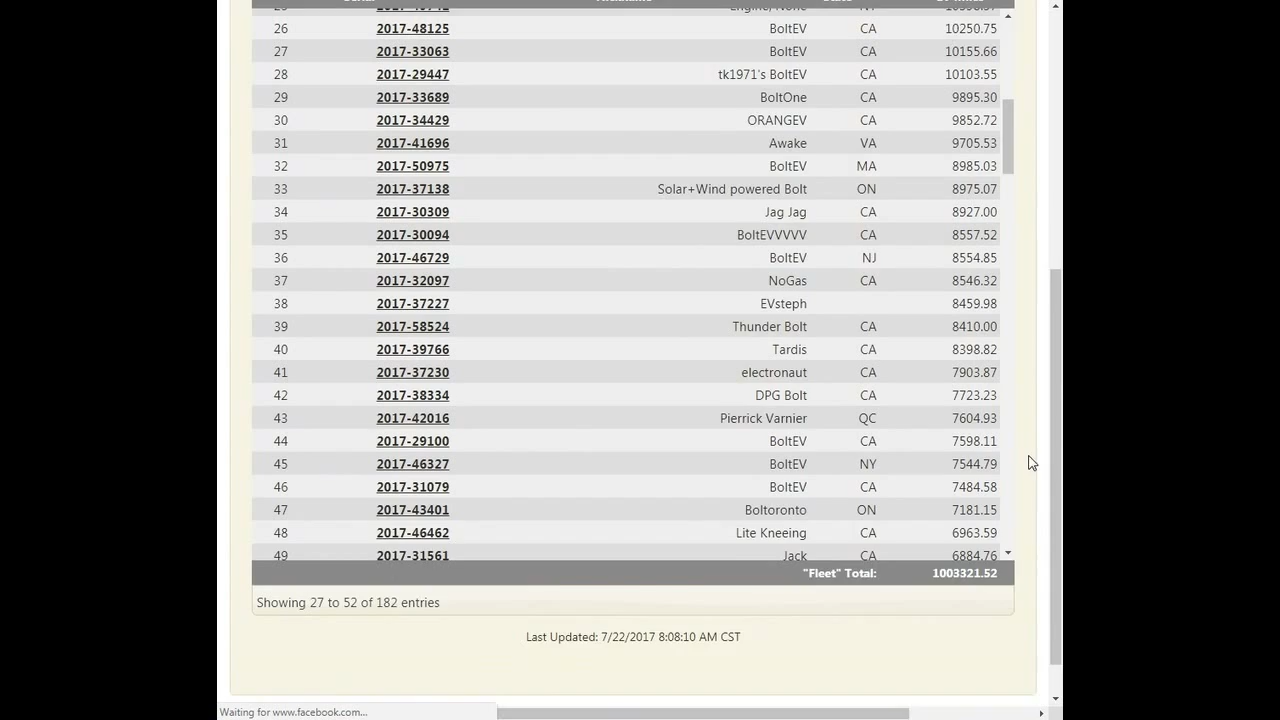 26 2017-48125 BoltEV CA 10250.75
27 2017-33063 BoltEV CA 10155.66
28 2017-29447 tk1971's BoltEV CA 10103.55
29 2017-33689 BoltOne CA 9895.30
30 2017-34429 ORANGEV CA 9852.72
31 2017-41696 Awake VA 9705.53
32 2017-50975 BoltEV MA 8985.03
33 2017-37138 Solar+Wind powered Bolt ON 8975.07
34 2017-30309 Jag Jag CA 8927.00
35 2017-30094 BoltEVVVVV CA 8557.52
36 2017-46729 BoltEV NJ 8554.85
37 2017-32097 NoGas CA 8546.32
38 2017-37227 EVsteph 8459.98
39 2017-58524 Thunder Bolt CA 8410.00
40 2017-39766 Tardis CA 8398.82
41 2017-37230 electronaut CA 7903.87
42 2017-38334 DPG Bolt CA 7723.23
43 2017-42016 Pierrick Varnier QC 7604.93
44 2017-29100 BoltEV CA 7598.11
45 2017-46327 BoltEV NY 7544.79
46 2017-31079 BoltEV CA 7484.58
47 2017-43401 Boltoronto ON 7181.15
48 2017-46462 Lite Kneeing CA 6963.59
49 2017-31561 Jack CA 6884.76
"Fleet" Total: 1003321.52
Showing 27 to 52 of 182 entries
Last Updated: 7/22/2017 8:08:10 AM CST
Waiting for www.facebook.com...